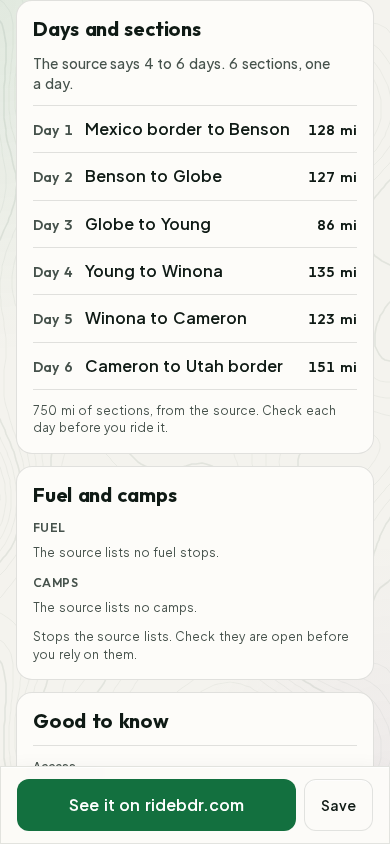 Days and sections
The source says 4 to 6 days. 6 sections, one
a day.
Day 1 Mexico border to Benson 128 mi
Day 2 Benson to Globe 127 mi
Day 3 Globe to Young 86 mi
Day 4 Young to Winona 135 mi
Day 5 Winona to Cameron 123 mi
Day 6 Cameron to Utah border 151 mi
750 mi of sections, from the source. Check each
day before you ride it.
Fuel and camps
FUEL
The source lists no fuel stops.
CAMPS
The source lists no camps.
Stops the source lists. Check they are open before
you rely on them.
Good to know
Access
See it on ridebdr.com Save